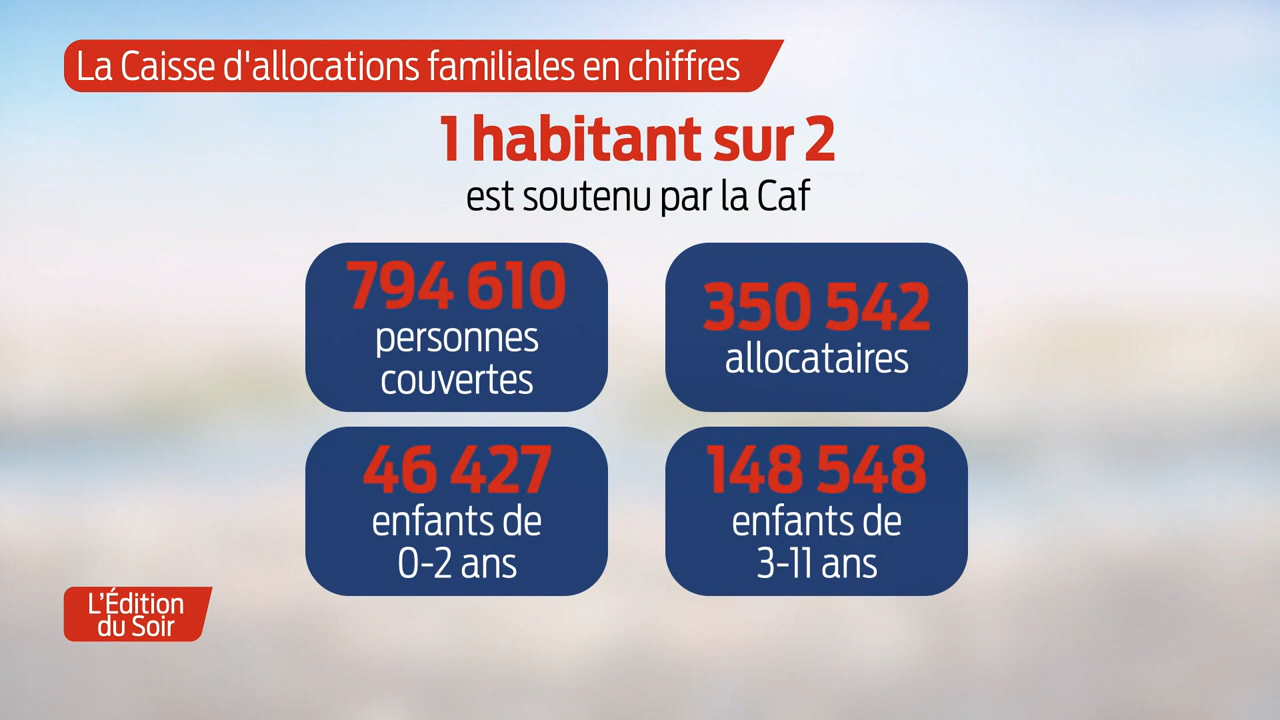 La Caisse d'allocations familiales en chiffres
1 habitant sur 2
est soutenu par la Caf
794 610
personnes
couvertes
350 542
allocataires
46 427
enfants de
0-2 ans
148 548
enfants de
3-11 ans
L'Édition
du Soir